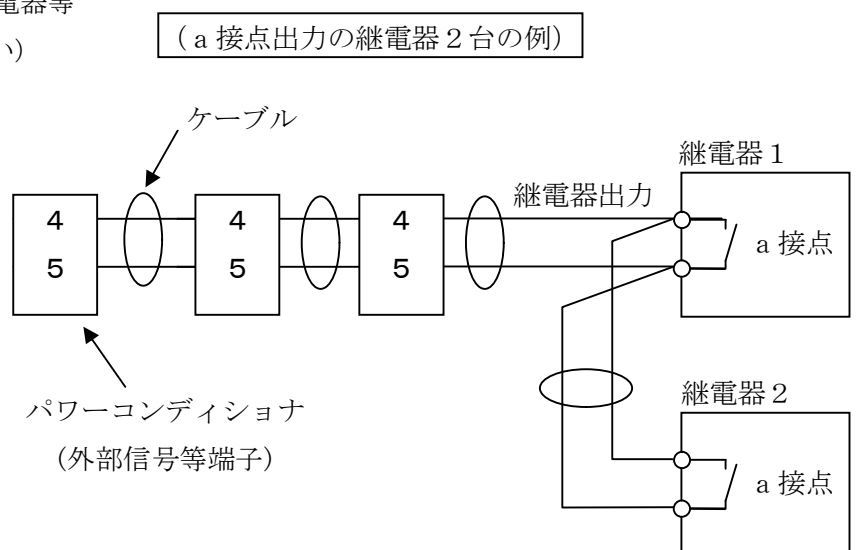 電器等
い）
（a 接点出力の継電器２台の例）
ケーブル
継電器１
継電器出力
4
5
4
5
4
5
a 接点
パワーコンディショナ
（外部信号等端子）
継電器２
a 接点